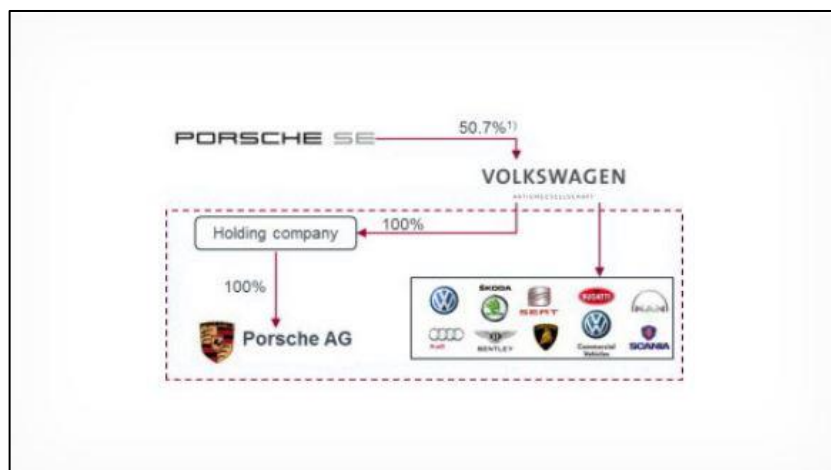 PORSCHE SE
50.7%¹⁾
VOLKSWAGEN
AKTIENGESELLSCHAFT
Holding company
100%
100%
Porsche AG
ŠKODA
SEAT
BUGATTI
MAN
Audi
BENTLEY
Commercial
Vehicles
SCANIA